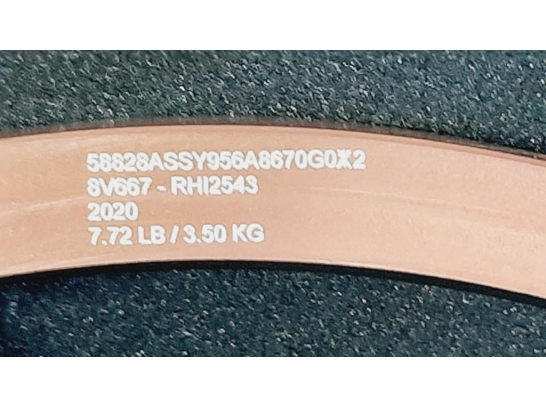 58828ASSY956A8670G0X2
8V667 - RHI2543
2020
7.72 LB / 3.50 KG